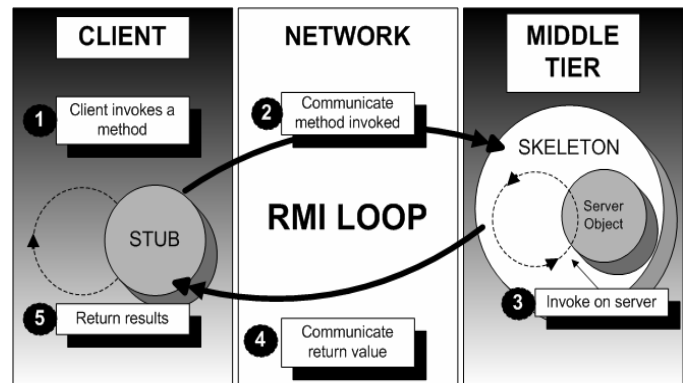 CLIENT
NETWORK
MIDDLE
TIER
1
Client invokes a
method
2
Communicate
method invoked
SKELETON
STUB
RMI LOOP
Server
Object
3
Invoke on server
4
Communicate
return value
5
Return results